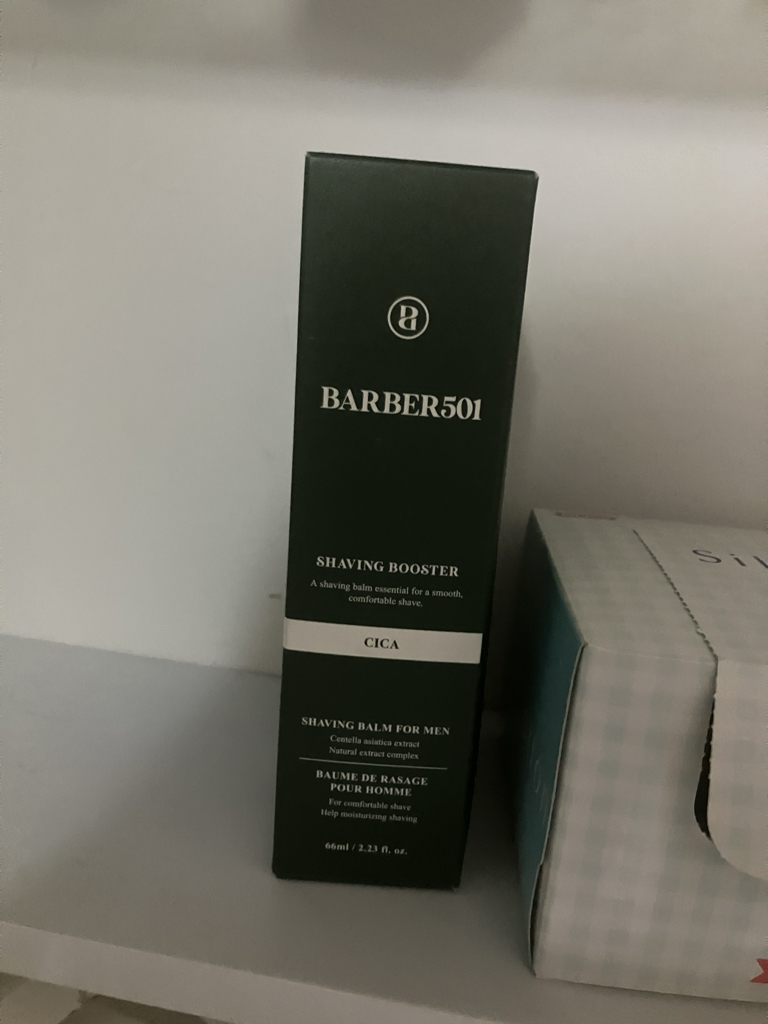 BARBER501
SHAVING BOOSTER
A shaving balm essential for a smooth,
comfortable shave.
CICA
SHAVING BALM FOR MEN
Centella asiatica extract
Natural extract complex
BAUME DE RASAGE
POUR HOMME
For comfortable shave
Help moisturizing shaving
66ml / 2.23 fl. oz.